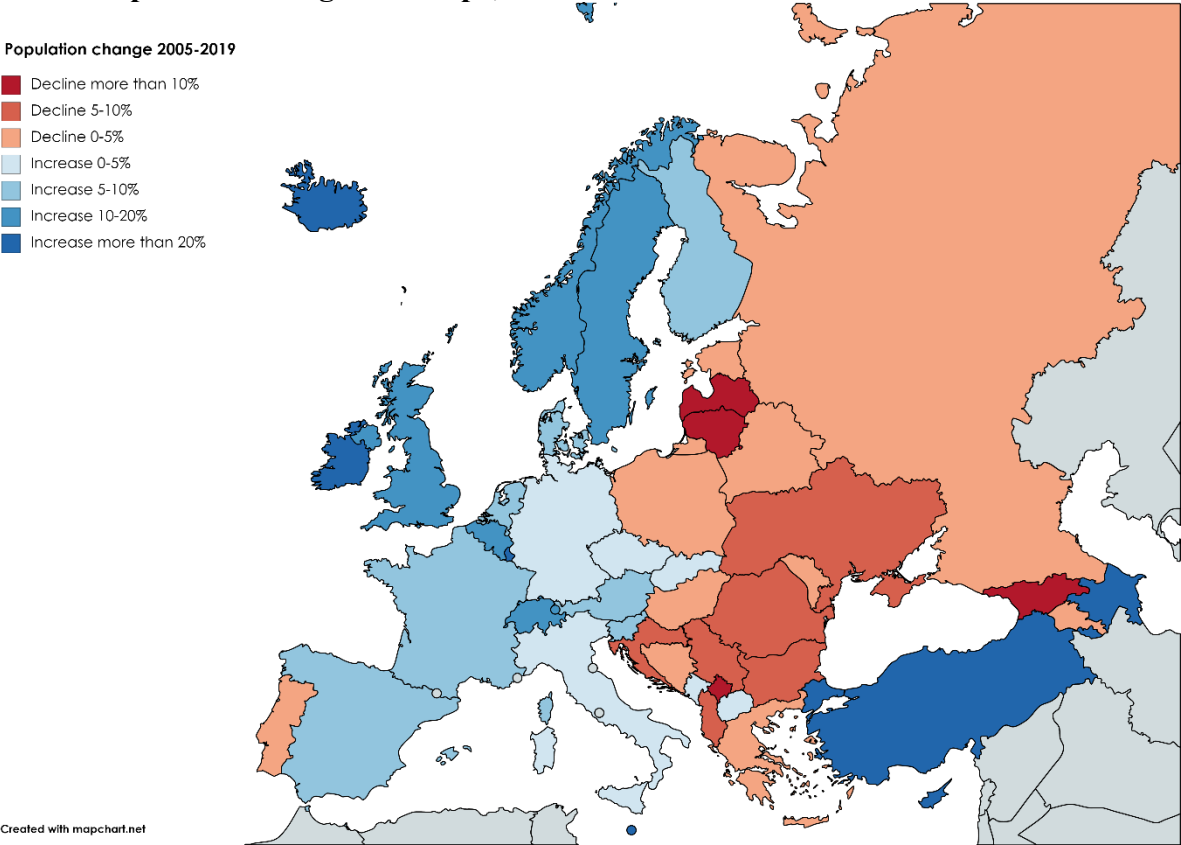 Population change 2005-2019
Decline more than 10%
Decline 5-10%
Decline 0-5%
Increase 0-5%
Increase 5-10%
Increase 10-20%
Increase more than 20%
Created with mapchart.net